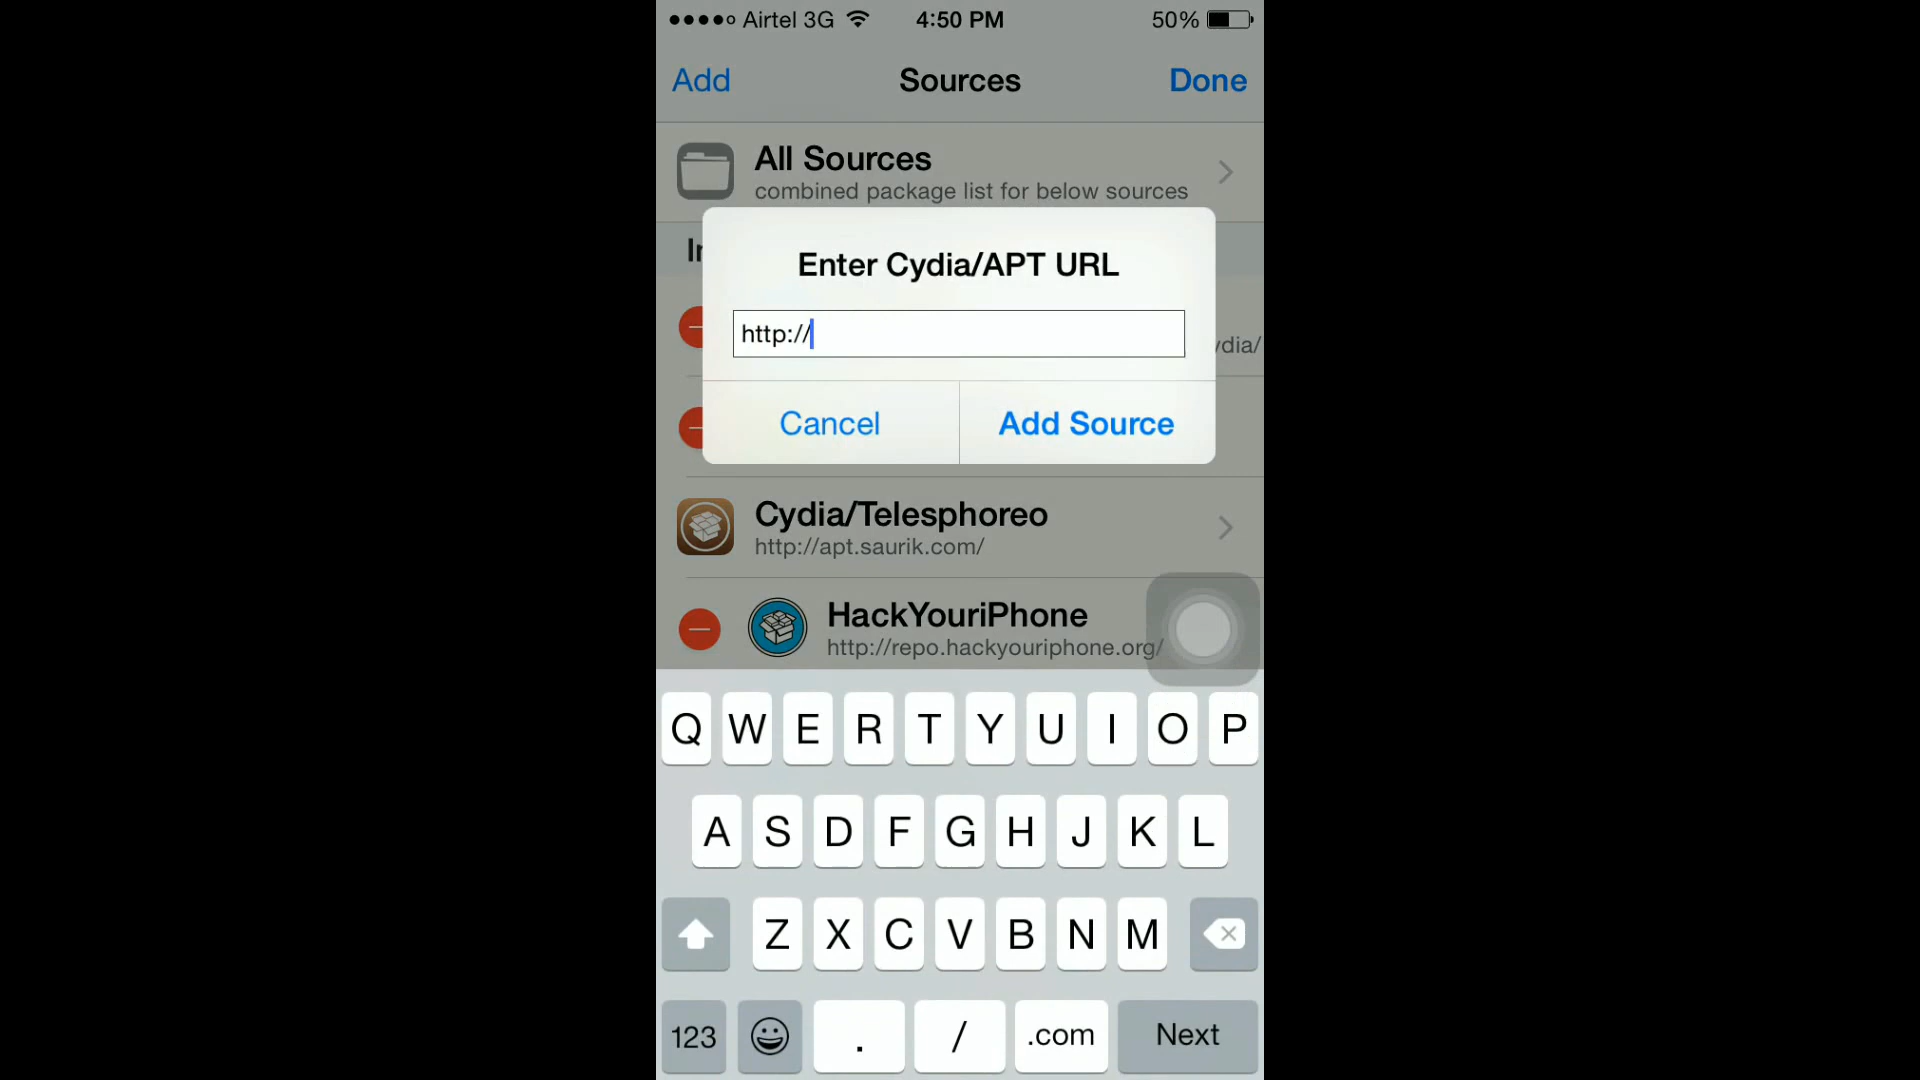 Airtel 3G 4:50 PM 50%
Add Sources Done
All Sources
combined package list for below sources
Enter Cydia/APT URL
http://
ydia/
Cancel Add Source
Cydia/Telesphoreo
http://apt.saurik.com/
HackYouriPhone
http://repo.hackyouriphone.org/
Q W E R T Y U I O P
A S D F G H J K L
Z X C V B N M
123 . / .com Next